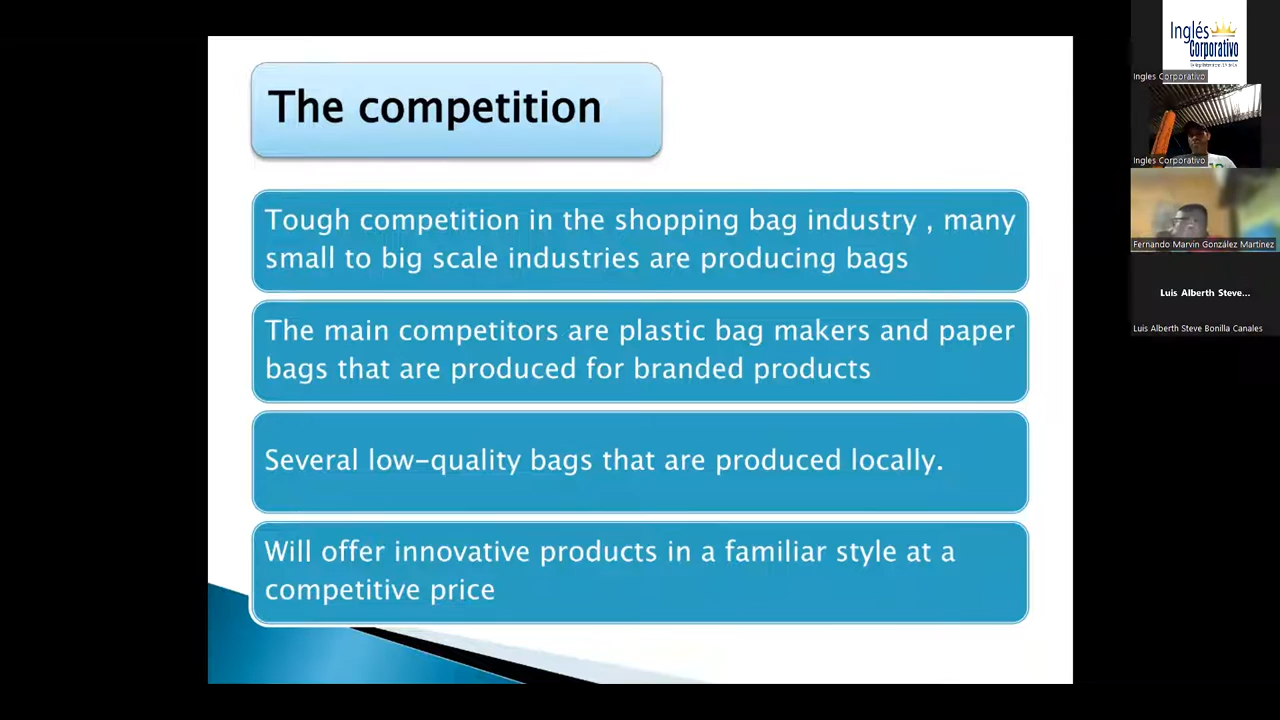 The competition
Tough competition in the shopping bag industry , many
small to big scale industries are producing bags
The main competitors are plastic bag makers and paper
bags that are produced for branded products
Several low-quality bags that are produced locally.
Will offer innovative products in a familiar style at a
competitive price
Inglés
Corporativo
Ingles Corporativo
Ingles Corporativo
Fernando Marvin González Martínez
Luis Alberth Steve...
Luis Alberth Steve Bonilla Canales